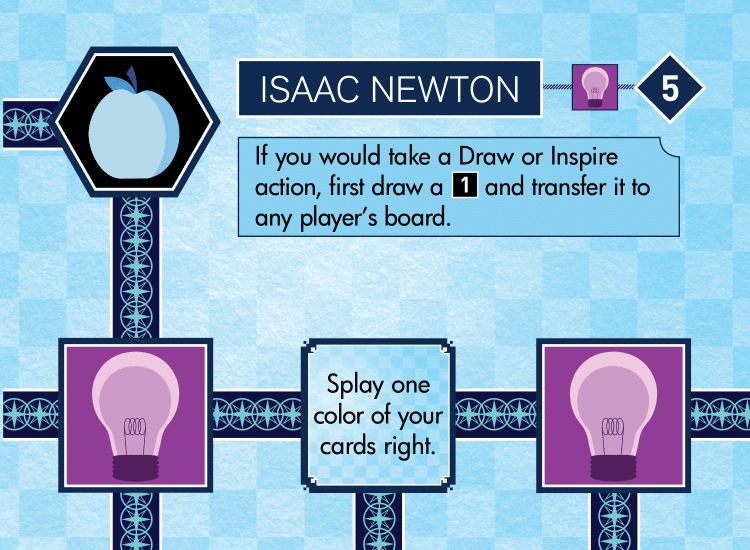 ISAAC NEWTON
5
If you would take a Draw or Inspire
action, first draw a 1 and transfer it to
any player's board.
Splay one
color of your
cards right.